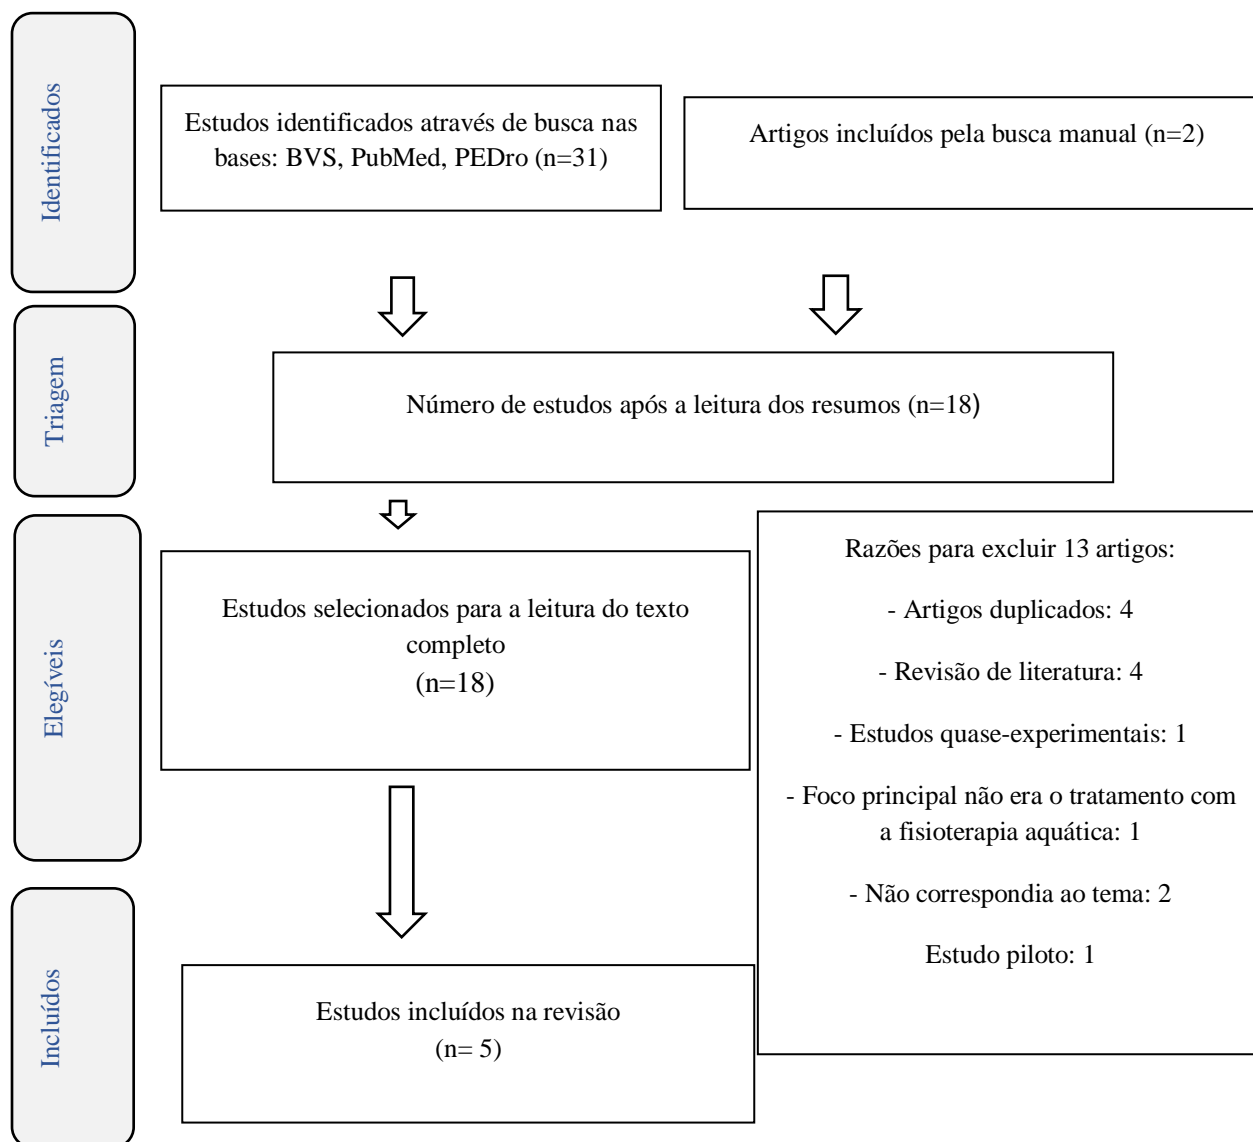 Identificados
Estudos identificados através de busca nas
bases: BVS, PubMed, PEDro (n=31)
Artigos incluídos pela busca manual (n=2)
Triagem
Número de estudos após a leitura dos resumos (n=18)
Elegíveis
Estudos selecionados para a leitura do texto
completo
(n=18)
Razões para excluir 13 artigos:
- Artigos duplicados: 4
- Revisão de literatura: 4
- Estudos quase-experimentais: 1
- Foco principal não era o tratamento com
a fisioterapia aquática: 1
- Não correspondia ao tema: 2
Estudo piloto: 1
Incluídos
Estudos incluídos na revisão
(n= 5)